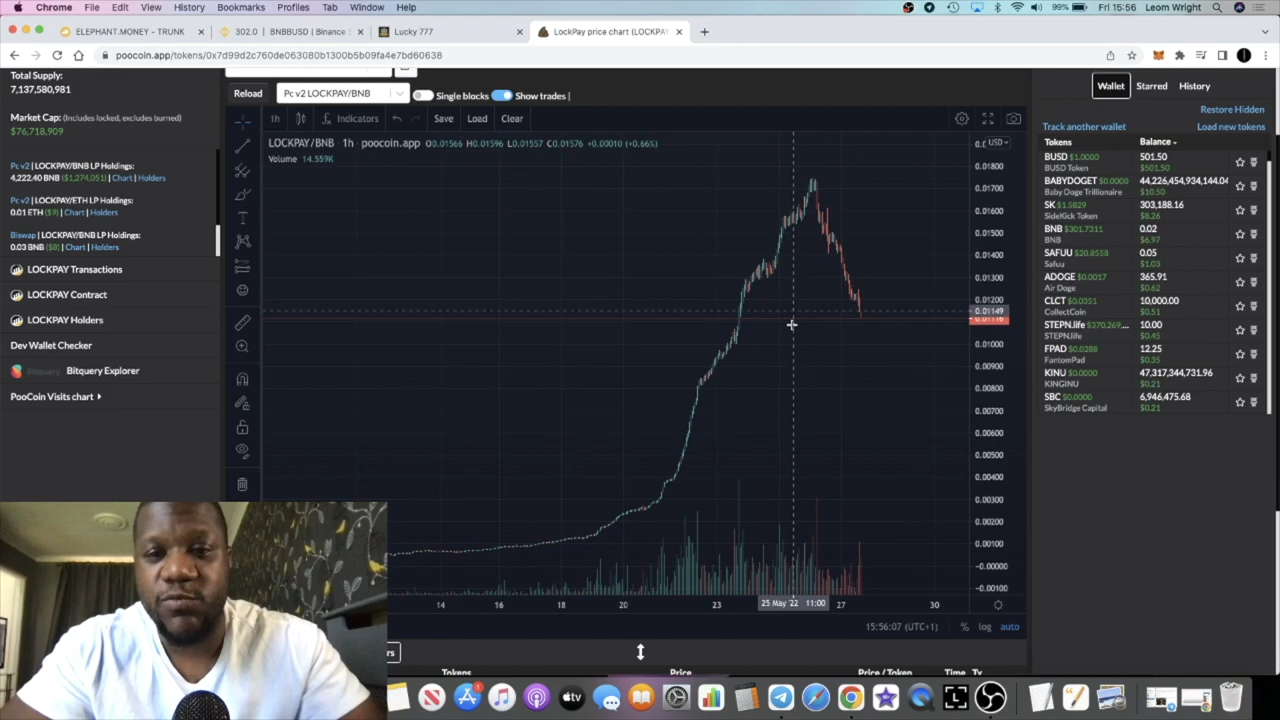 Chrome File Edit View History Bookmarks Profiles Tab Window Help 99% Fri 15:56 Leom Wright
ELEPHANT.MONEY - TRUNK
302.0 | BNBBUSD | Binance
Lucky 777
LockPay price chart (LOCKPAY
poocoin.app/tokens/0x7d99d2c760de063080b1300b5b09fa4e7bd60638
Total Supply:
7,137,580,981
Market Cap: (Includes locked, excludes burned)
$76,718,909
Pc v2 | LOCKPAY/BNB LP Holdings:
4,222.40 BNB ($1,274,051) | Chart | Holders
Pc v2 | LOCKPAY/ETH LP Holdings:
0.01 ETH ($9) | Chart | Holders
Biswap | LOCKPAY/BNB LP Holdings:
0.03 BNB ($8) | Chart | Holders
LOCKPAY Transactions
LOCKPAY Contract
LOCKPAY Holders
Dev Wallet Checker
Bitquery Bitquery Explorer
PooCoin Visits chart
Reload Pc v2 LOCKPAY/BNB Single blocks Show trades |
1h Indicators Save Load Clear
LOCKPAY/BNB · 1h · poocoin.app O0.01566 H0.01596 L0.01557 C0.01576 +0.00010 (+0.66%)
Volume 14.559K
USD
0.01800
0.01700
0.01600
0.01500
0.01400
0.01300
0.01200
0.01149
0.01116
0.01000
0.00900
0.00800
0.00700
0.00600
0.00500
0.00400
0.00300
0.00200
0.00100
-0.00000
-0.00100
14 16 18 20 23 25 May '22 11:00 27 30
15:56:07 (UTC+1) % log auto
Tokens Price Price / Token Time
Wallet Starred History
Restore Hidden
Track another wallet Load new tokens
Tokens Balance
BUSD $1.0000 501.50
BUSD Token $501.50
BABYDOGET $0.0000 44,226,454,934,144.04
Baby Doge Trillionaire $10.50
SK $1.5829 303,188.16
SideKick Token $8.26
BNB $301.7311 0.02
BNB $6.97
SAFUU $20.8558 0.05
Safuu $1.03
ADOGE $0.0017 365.91
Air Doge $0.62
CLCT $0.0351 10,000.00
CollectCoin $0.51
STEPN.life $370,269,... 10.00
STEPN.life $0.45
FPAD $0.0288 12.25
FantomPad $0.35
KINU $0.0000 47,317,344,731.96
KINGINU $0.21
SBC $0.0000 6,946,475.68
SkyBridge Capital $0.21